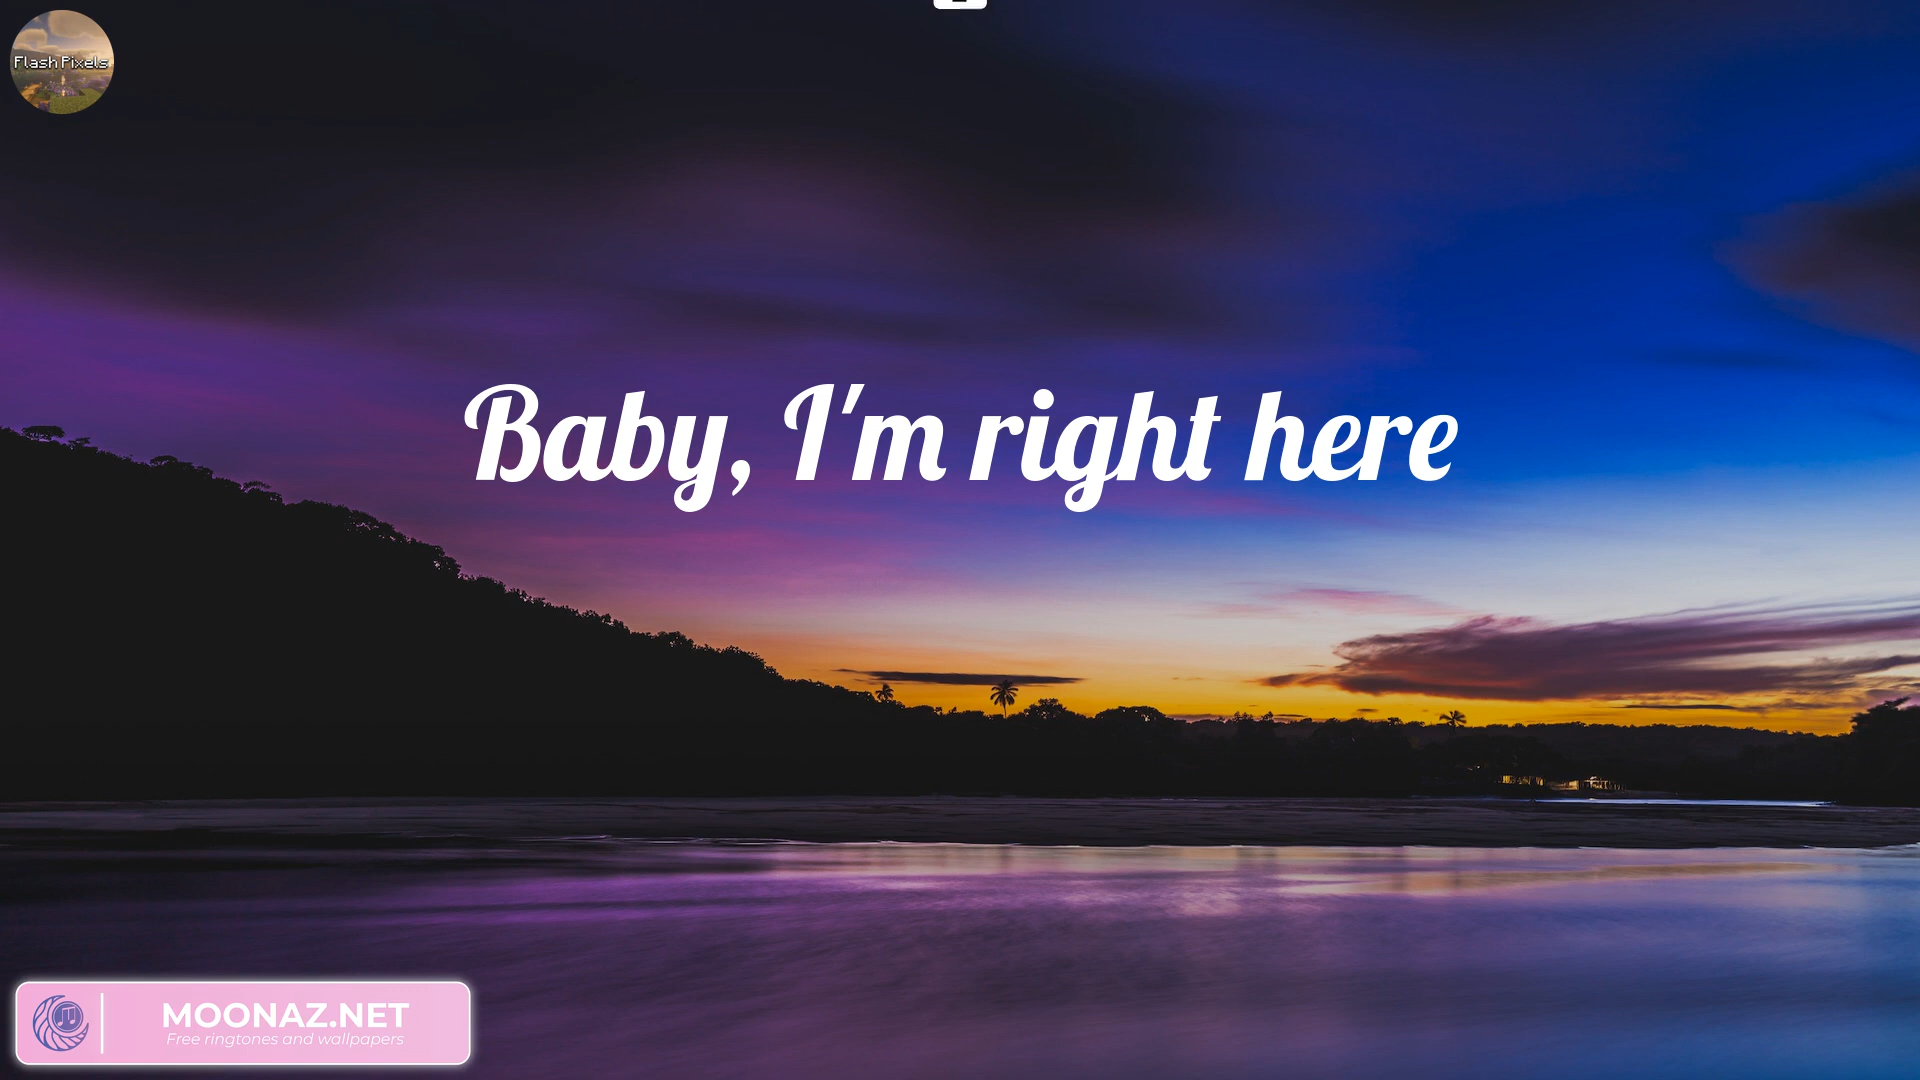 Flash Pixels
Baby, I'm right here
MOONAZ.NET
Free ringtones and wallpapers